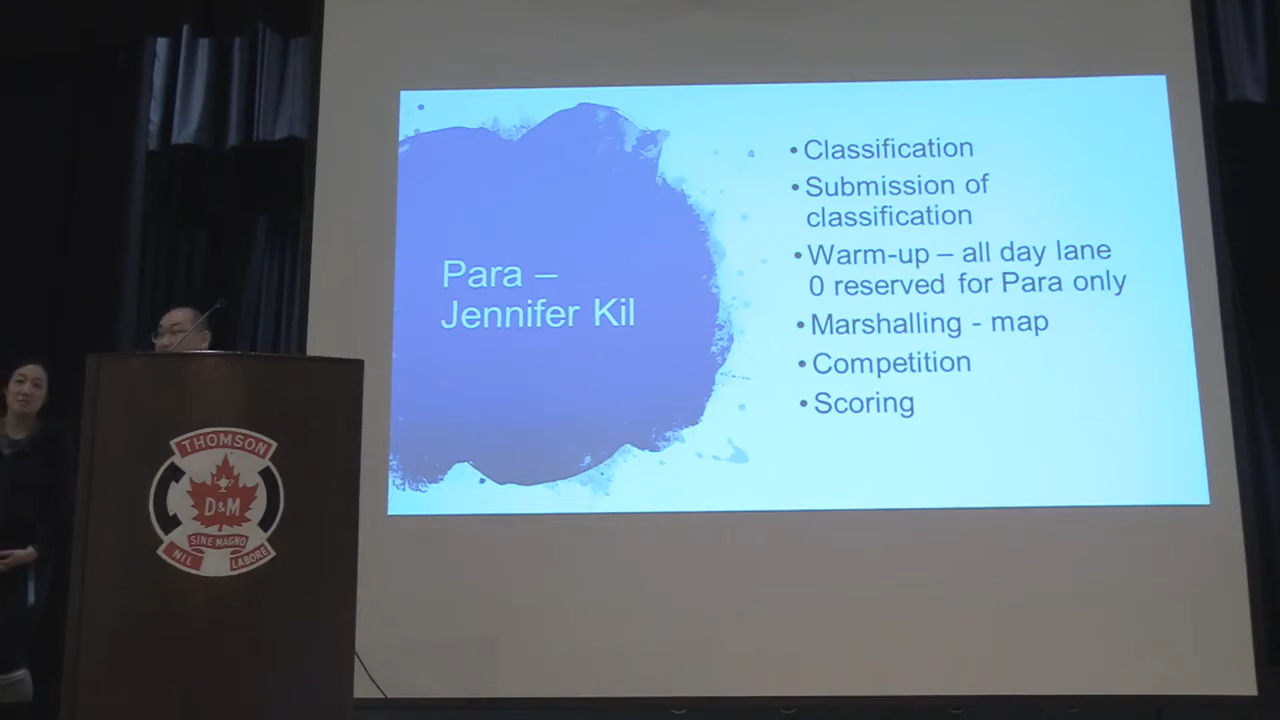 Para –
Jennifer Kil
• Classification
• Submission of
classification
• Warm-up – all day lane
0 reserved for Para only
• Marshalling - map
• Competition
• Scoring
THOMSON
D&M
SINE MAGNO
NIL LABORE